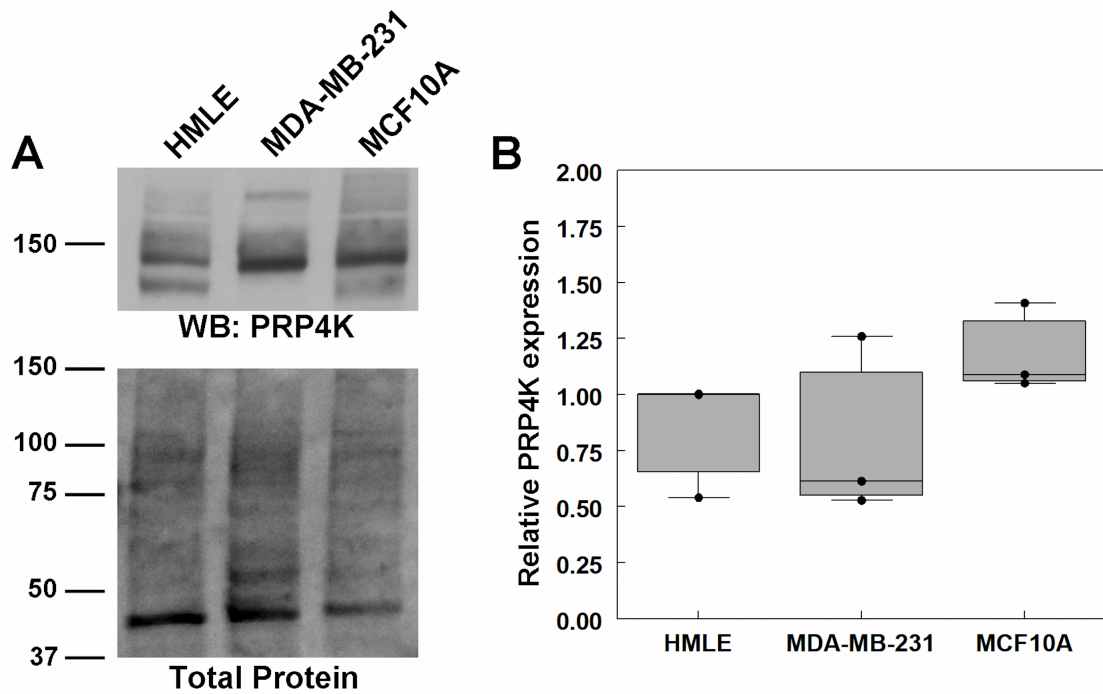 A
HMLE
MDA-MB-231
MCF10A
150
WB: PRP4K
150
100
75
50
37
Total Protein
B
Relative PRP4K expression
2.00
1.75
1.50
1.25
1.00
0.75
0.50
0.25
0.00
HMLE
MDA-MB-231
MCF10A